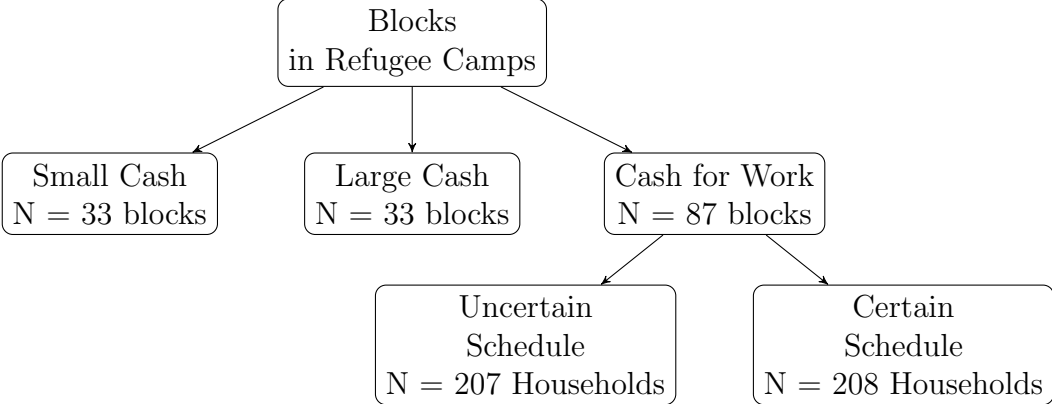 Blocks
in Refugee Camps
Small Cash
N = 33 blocks
Large Cash
N = 33 blocks
Cash for Work
N = 87 blocks
Uncertain
Schedule
N = 207 Households
Certain
Schedule
N = 208 Households